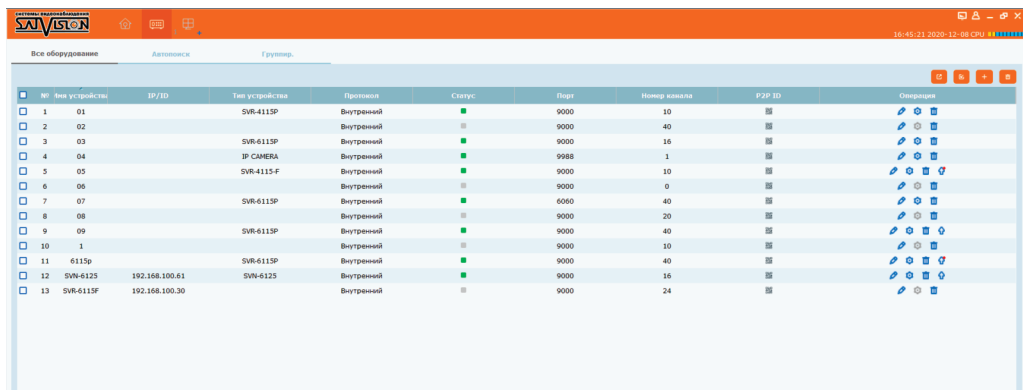 системы видеонаблюдения
SATVISION
16:45:21 2020-12-08 CPU
Все оборудование Автопоиск Группир.
№ Имя устройства IP/ID Тип устройства Протокол Статус Порт Номер канала P2P ID Операция
1 01 SVR-4115P Внутренний 9000 10
2 02 Внутренний 9000 40
3 03 SVR-6115P Внутренний 9000 16
4 04 IP CAMERA Внутренний 9988 1
5 05 SVR-4115-F Внутренний 9000 10
6 06 Внутренний 9000 0
7 07 SVR-6115P Внутренний 6060 40
8 08 Внутренний 9000 20
9 09 SVR-6115P Внутренний 9000 40
10 1 Внутренний 9000 10
11 6115p SVR-6115P Внутренний 9000 40
12 SVN-6125 192.168.100.61 SVN-6125 Внутренний 9000 16
13 SVR-6115F 192.168.100.30 Внутренний 9000 24